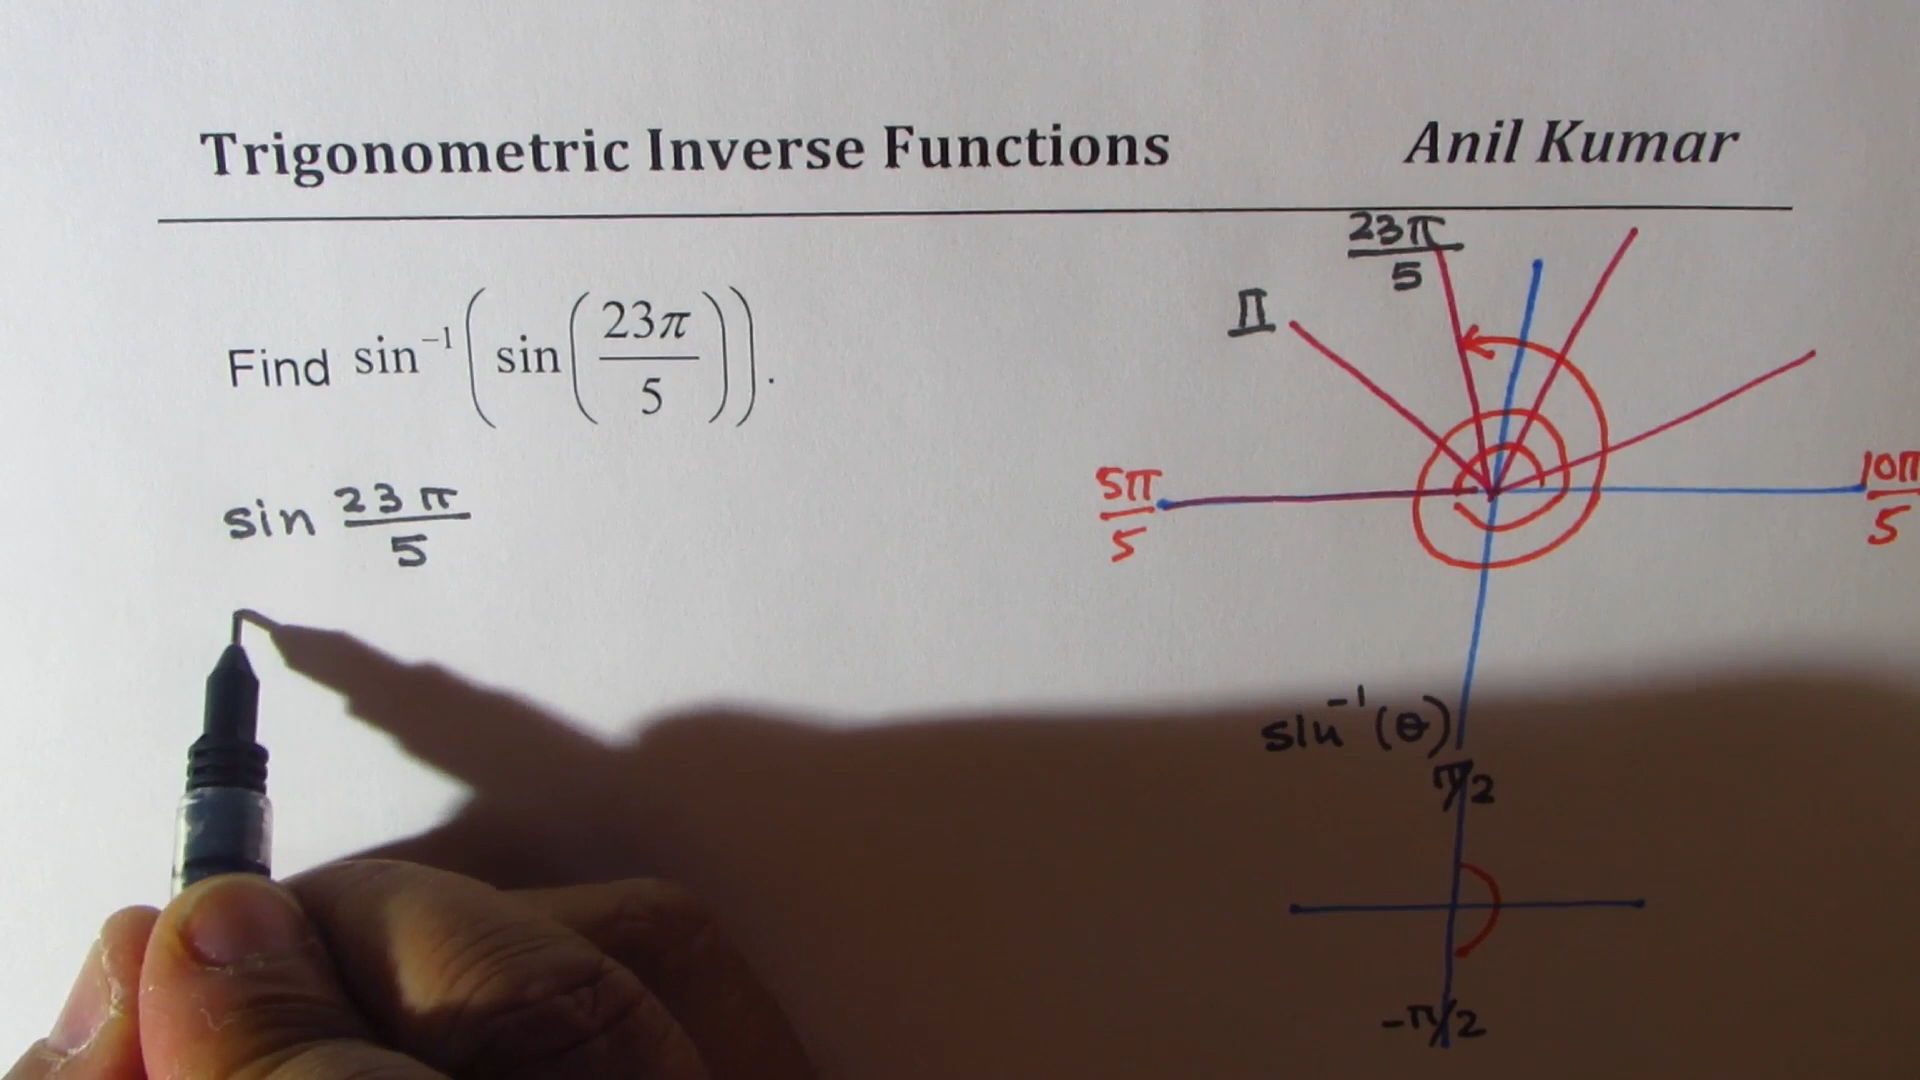 Trigonometric Inverse Functions Anil Kumar
Find sin⁻¹(sin(23π/5)).
sin 23π/5
23π/5
II
5π/5
10π/5
sin⁻¹(θ)
π/2
-π/2